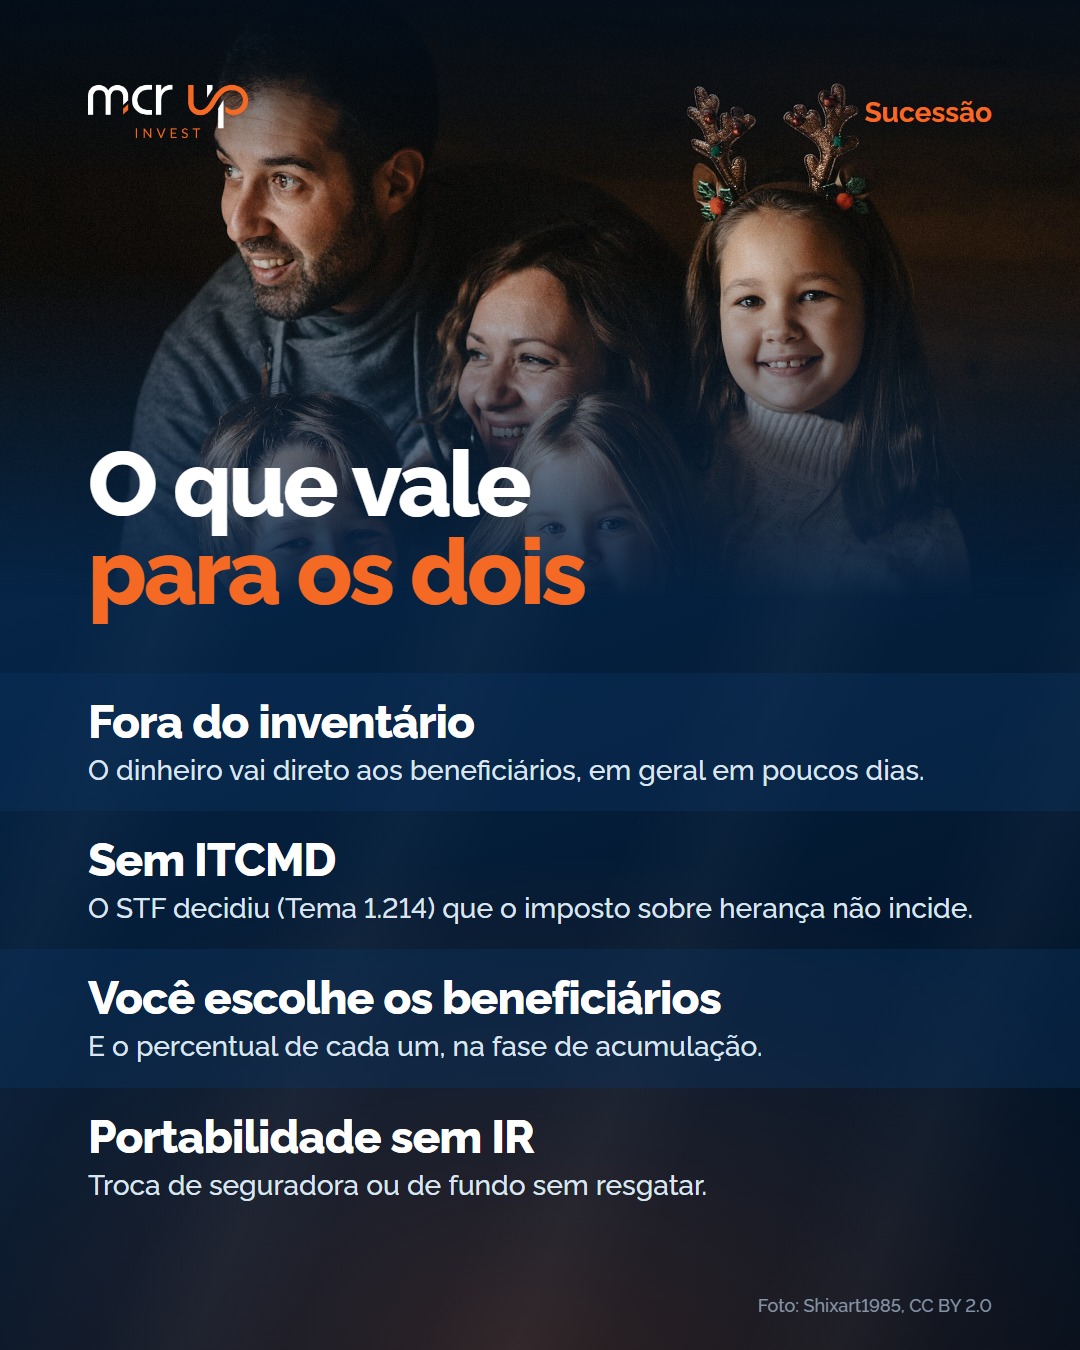 mcr up
INVEST
Sucessão
O que vale
para os dois
Fora do inventário
O dinheiro vai direto aos beneficiários, em geral em poucos dias.
Sem ITCMD
O STF decidiu (Tema 1.214) que o imposto sobre herança não incide.
Você escolhe os beneficiários
E o percentual de cada um, na fase de acumulação.
Portabilidade sem IR
Troca de seguradora ou de fundo sem resgatar.
Foto: Shixart1985, CC BY 2.0